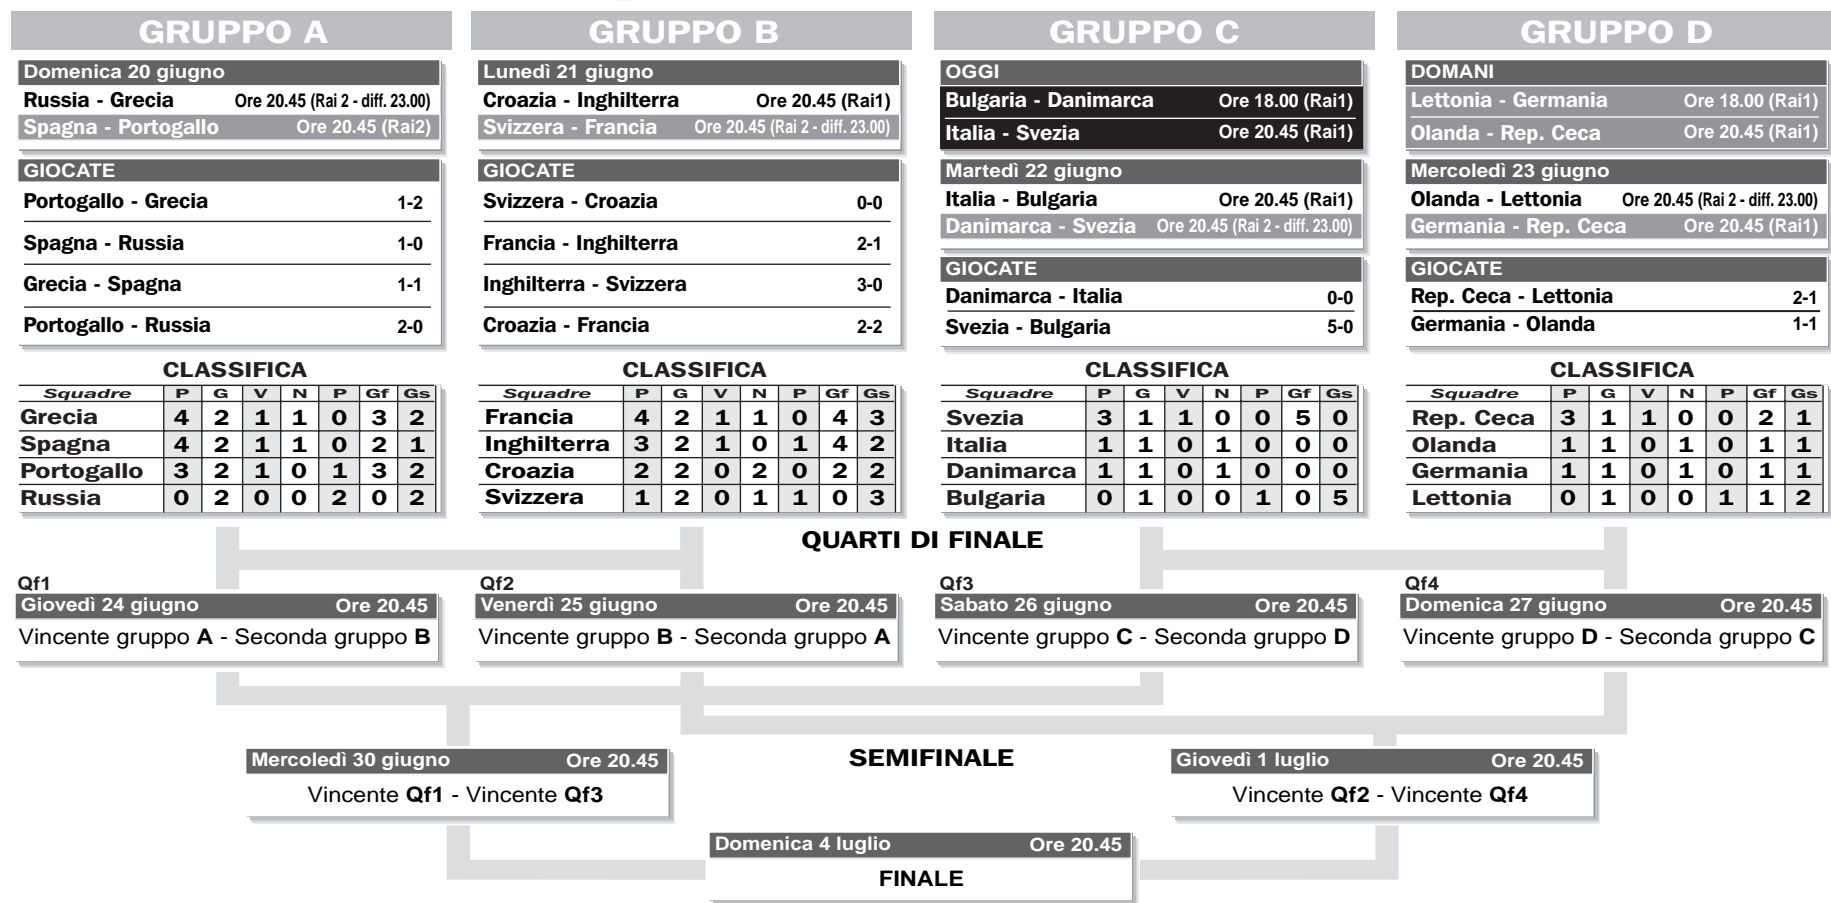 GRUPPO A
Domenica 20 giugno
Russia - Grecia Ore 20.45 (Rai 2 - diff. 23.00)
Spagna - Portogallo Ore 20.45 (Rai2)
GIOCATE
Portogallo - Grecia 1-2
Spagna - Russia 1-0
Grecia - Spagna 1-1
Portogallo - Russia 2-0
CLASSIFICA
Squadre P G V N P Gf Gs
Grecia 4 2 1 1 0 3 2
Spagna 4 2 1 1 0 2 1
Portogallo 3 2 1 0 1 3 2
Russia 0 2 0 0 2 0 2
GRUPPO B
Lunedì 21 giugno
Croazia - Inghilterra Ore 20.45 (Rai1)
Svizzera - Francia Ore 20.45 (Rai 2 - diff. 23.00)
GIOCATE
Svizzera - Croazia 0-0
Francia - Inghilterra 2-1
Inghilterra - Svizzera 3-0
Croazia - Francia 2-2
CLASSIFICA
Squadre P G V N P Gf Gs
Francia 4 2 1 1 0 4 3
Inghilterra 3 2 1 0 1 4 2
Croazia 2 2 0 2 0 2 2
Svizzera 1 2 0 1 1 0 3
GRUPPO C
OGGI
Bulgaria - Danimarca Ore 18.00 (Rai1)
Italia - Svezia Ore 20.45 (Rai1)
Martedì 22 giugno
Italia - Bulgaria Ore 20.45 (Rai1)
Danimarca - Svezia Ore 20.45 (Rai 2 - diff. 23.00)
GIOCATE
Danimarca - Italia 0-0
Svezia - Bulgaria 5-0
CLASSIFICA
Squadre P G V N P Gf Gs
Svezia 3 1 1 0 0 5 0
Italia 1 1 0 1 0 0 0
Danimarca 1 1 0 1 0 0 0
Bulgaria 0 1 0 0 1 0 5
GRUPPO D
DOMANI
Lettonia - Germania Ore 18.00 (Rai1)
Olanda - Rep. Ceca Ore 20.45 (Rai1)
Mercoledì 23 giugno
Olanda - Lettonia Ore 20.45 (Rai 2 - diff. 23.00)
Germania - Rep. Ceca Ore 20.45 (Rai1)
GIOCATE
Rep. Ceca - Lettonia 2-1
Germania - Olanda 1-1
CLASSIFICA
Squadre P G V N P Gf Gs
Rep. Ceca 3 1 1 0 0 2 1
Olanda 1 1 0 1 0 1 1
Germania 1 1 0 1 0 1 1
Lettonia 0 1 0 0 1 1 2
QUARTI DI FINALE
Qf1
Giovedì 24 giugno Ore 20.45
Vincente gruppo A - Seconda gruppo B
Qf2
Venerdì 25 giugno Ore 20.45
Vincente gruppo B - Seconda gruppo A
Qf3
Sabato 26 giugno Ore 20.45
Vincente gruppo C - Seconda gruppo D
Qf4
Domenica 27 giugno Ore 20.45
Vincente gruppo D - Seconda gruppo C
SEMIFINALE
Mercoledì 30 giugno Ore 20.45
Vincente Qf1 - Vincente Qf3
Giovedì 1 luglio Ore 20.45
Vincente Qf2 - Vincente Qf4
Domenica 4 luglio Ore 20.45
FINALE